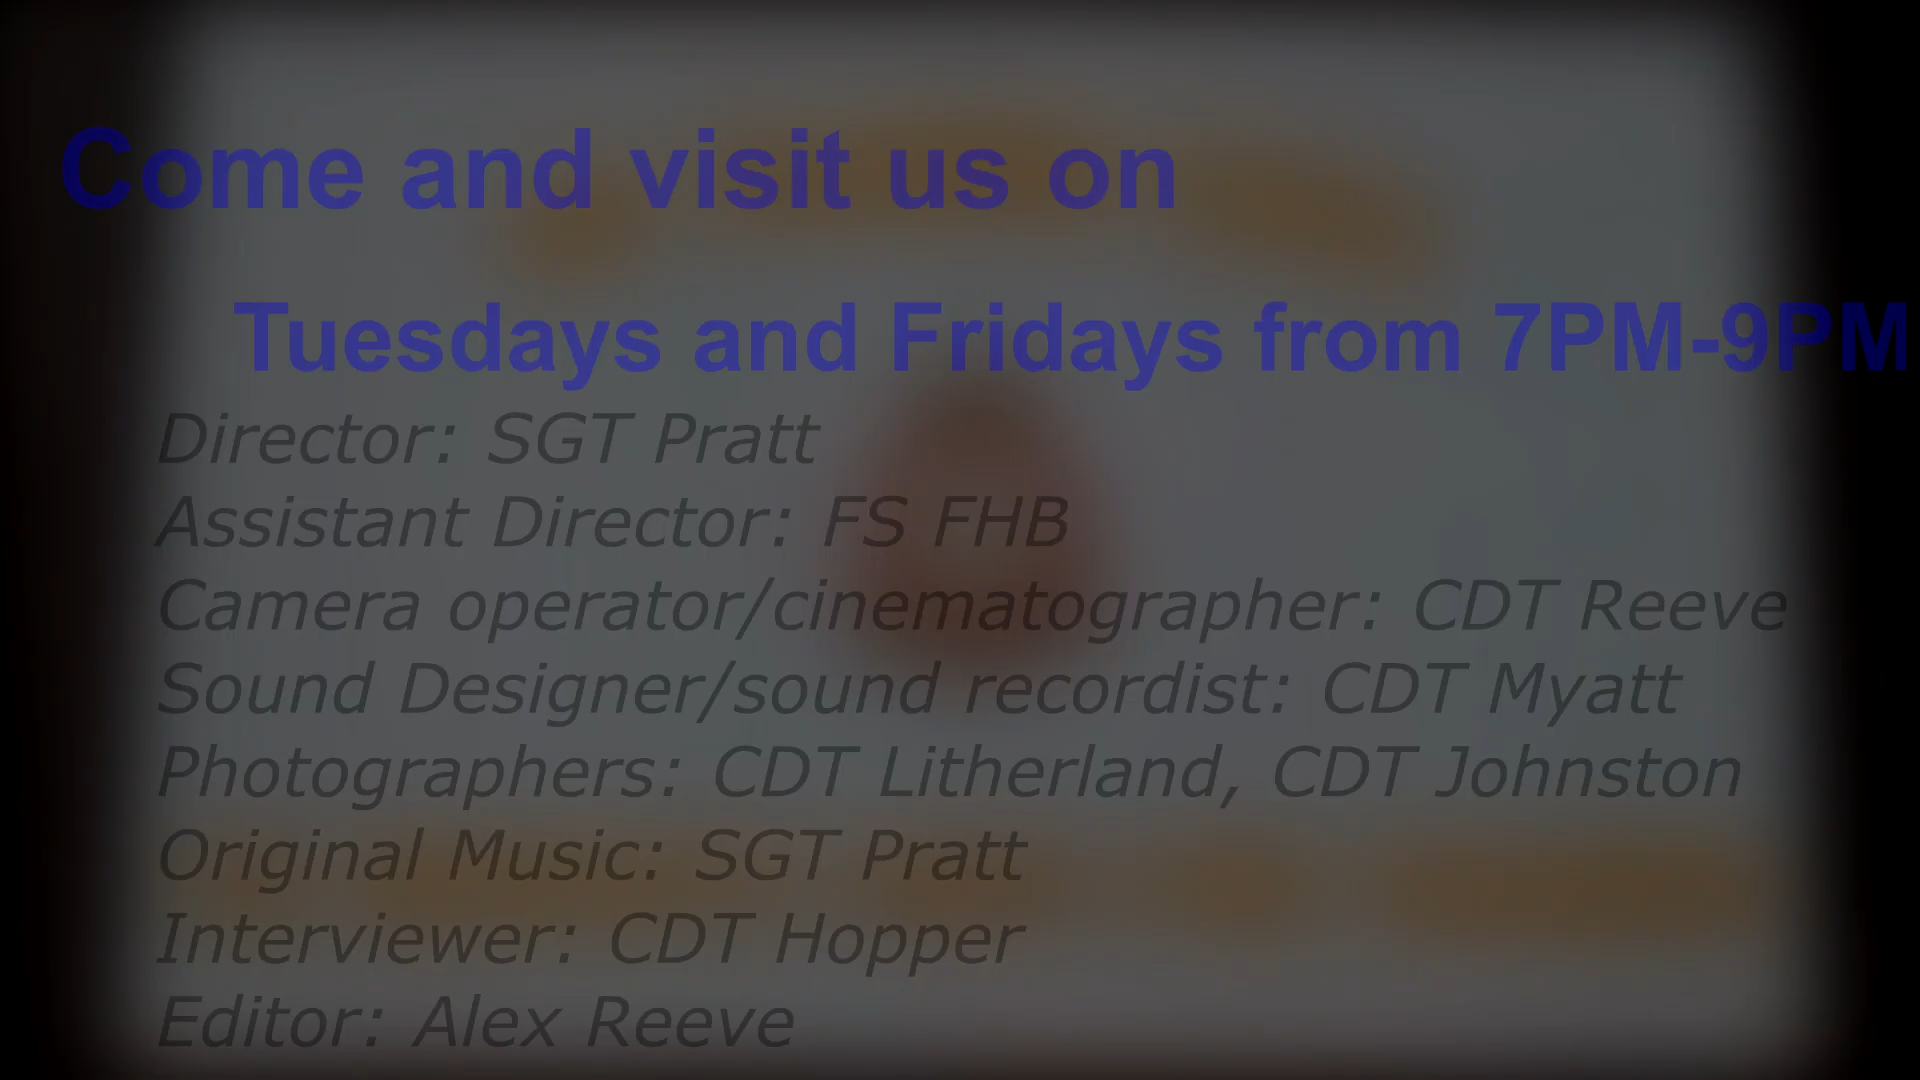 Come and visit us on
Tuesdays and Fridays from 7PM-9PM
Director: SGT Pratt
Assistant Director: FS FHB
Camera operator/cinematographer: CDT Reeve
Sound Designer/sound recordist: CDT Myatt
Photographers: CDT Litherland, CDT Johnston
Original Music: SGT Pratt
Interviewer: CDT Hopper
Editor: Alex Reeve